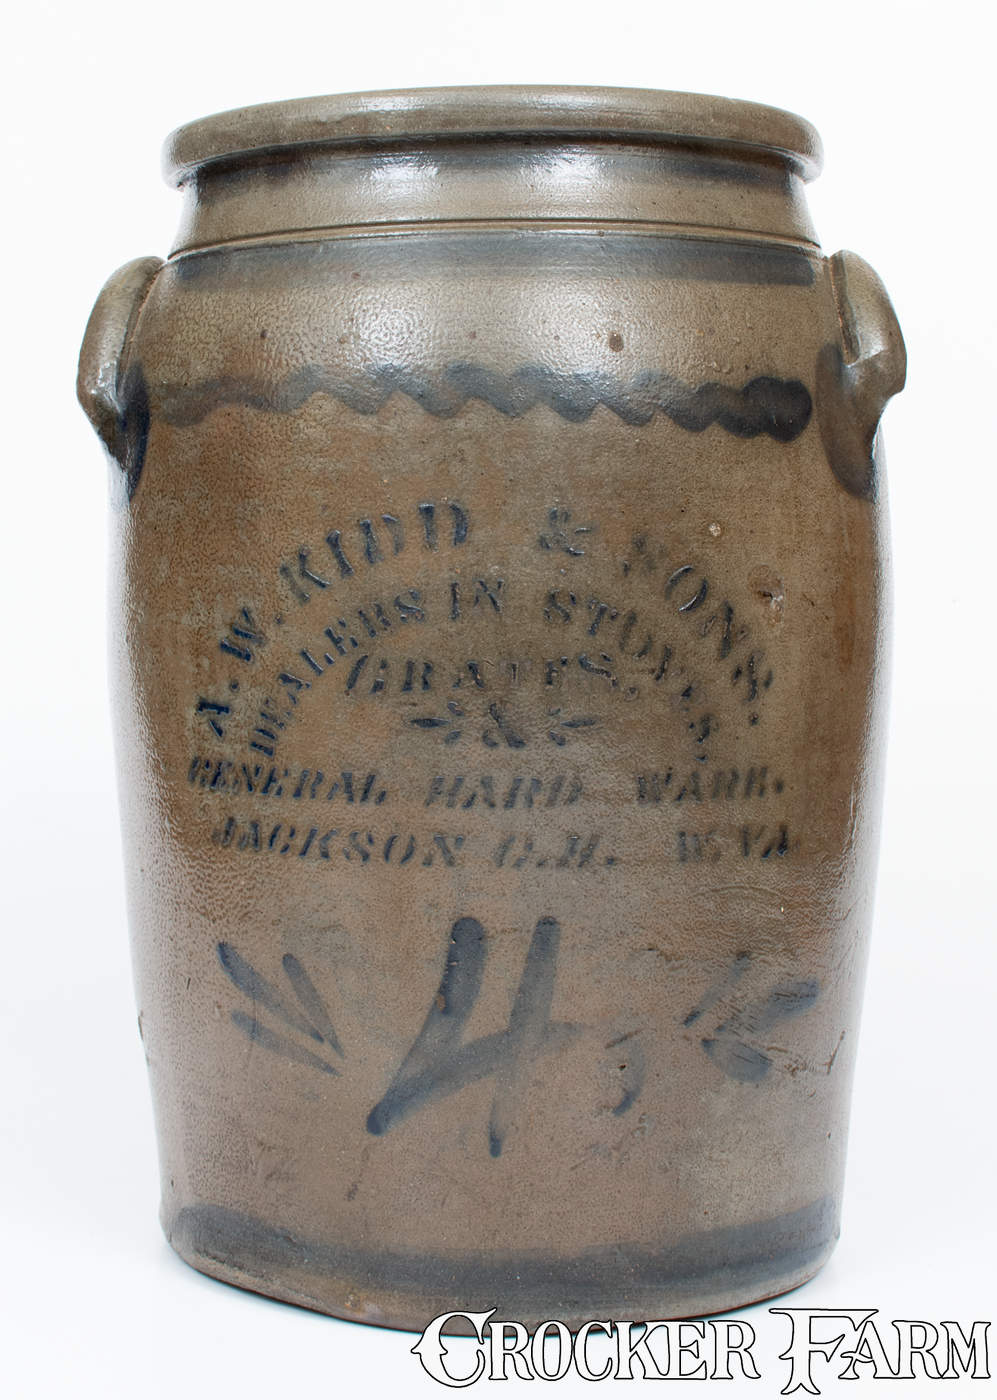 A. W. KIDD & SONS.
DEALERS IN STOVES,
GRATES,
&
GENERAL HARD WARE.
JACKSON C.H. W.VA
4
CROCKER FARM